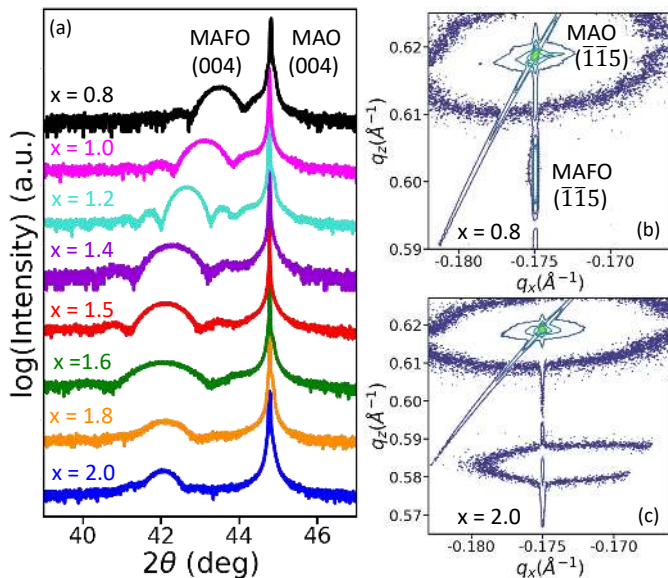 (a)
MAFO
(004)
MAO
(004)
x = 0.8
x = 1.0
x = 1.2
x = 1.4
x = 1.5
x = 1.6
x = 1.8
x = 2.0
log(Intensity) (a.u.)
40
42
44
46
2θ (deg)
0.62
0.61
0.60
0.59
q_z(Å⁻¹)
MAO
(1̅1̅5)
MAFO
(1̅1̅5)
x = 0.8
(b)
-0.180
-0.175
-0.170
q_x(Å⁻¹)
0.62
0.61
0.60
0.59
0.58
0.57
q_z(Å⁻¹)
x = 2.0
(c)
-0.180
-0.175
-0.170
q_x(Å⁻¹)